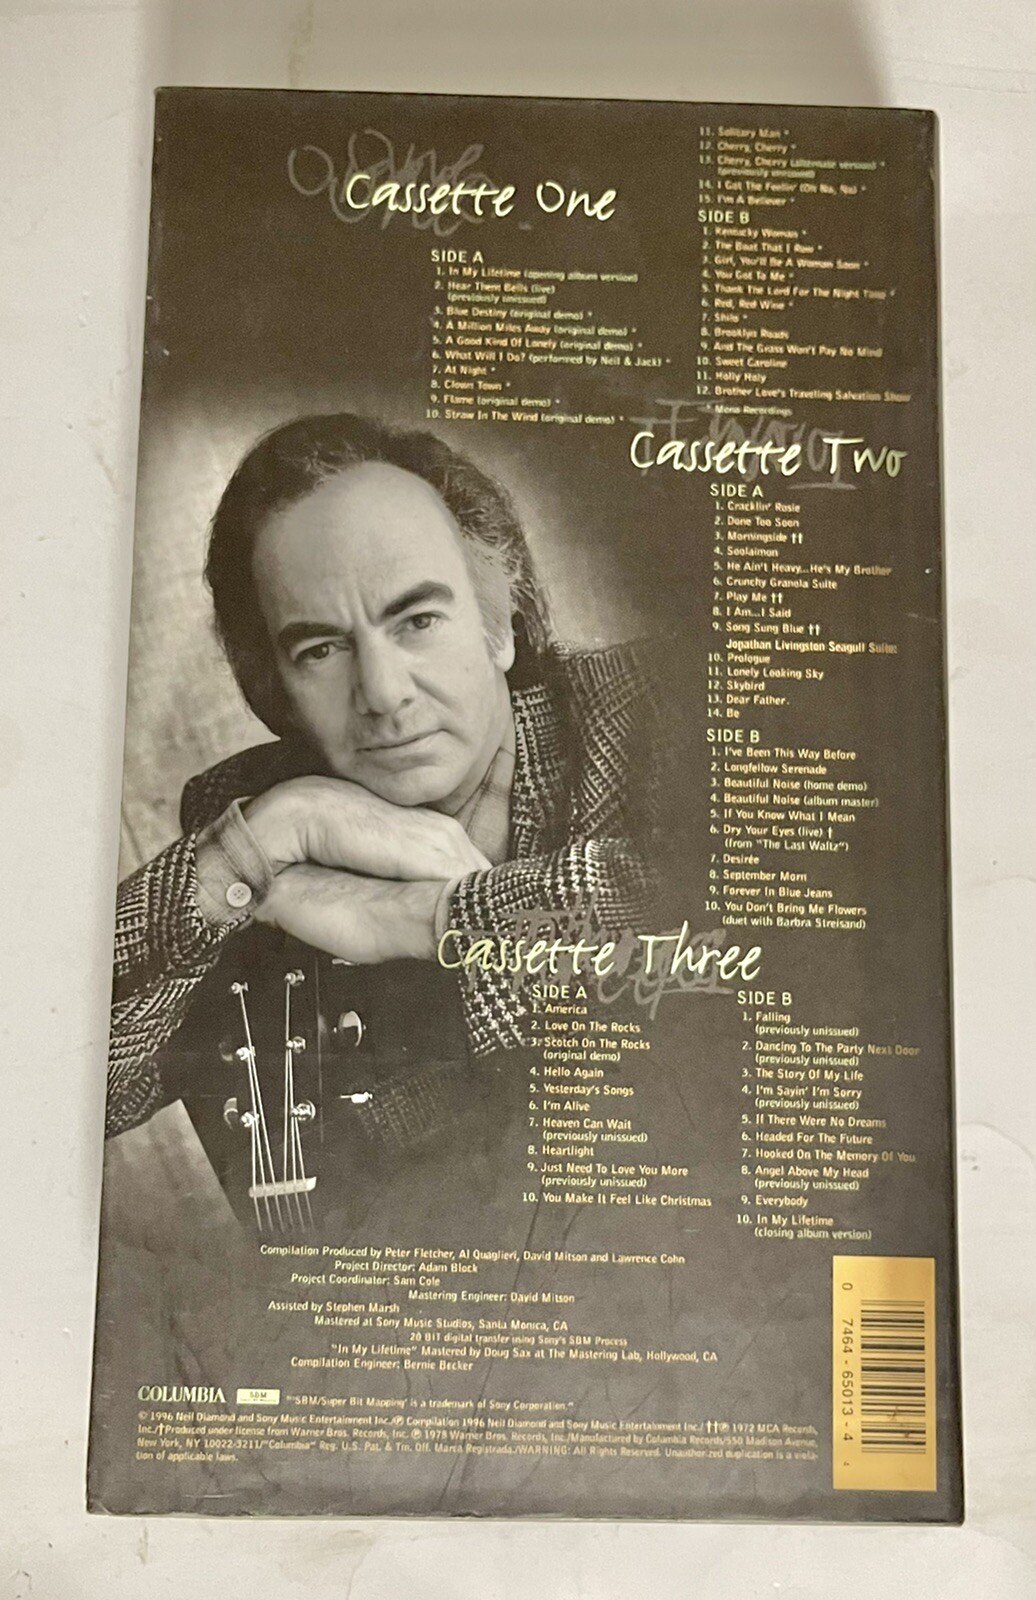 Cassette One
SIDE A
1. In My Lifetime (opening album version)
2. Hear Them Bells (live)
(previously unissued)
3. Blue Destiny (original demo) *
4. A Million Miles Away (original demo) *
5. A Good Kind Of Lonely (original demo) *
6. What Will I Do? (performed by Neil & Jack) *
7. At Night *
8. Clown Town *
9. Flame (original demo) *
10. Straw In The Wind (original demo) *
11. Solitary Man *
12. Cherry, Cherry *
13. Cherry, Cherry (alternate version) *
(previously unissued)
14. I Got The Feelin' (Oh No, No) *
15. I'm A Believer *
SIDE B
1. Kentucky Woman *
2. The Boat That I Row *
3. Girl, You'll Be A Woman Soon *
4. You Got To Me *
5. Thank The Lord For The Night Time *
6. Red, Red Wine *
7. Shilo *
8. Brooklyn Roads
9. And The Grass Won't Pay No Mind
10. Sweet Caroline
11. Holly Holy
12. Brother Love's Traveling Salvation Show
* Mono Recordings
Cassette Two
SIDE A
1. Cracklin' Rosie
2. Done Too Soon
3. Morningside ††
4. Soolaimon
5. He Ain't Heavy...He's My Brother
6. Crunchy Granola Suite
7. Play Me ††
8. I Am...I Said
9. Song Sung Blue ††
Jonathan Livingston Seagull Suite:
10. Prologue
11. Lonely Looking Sky
12. Skybird
13. Dear Father
14. Be
SIDE B
1. I've Been This Way Before
2. Longfellow Serenade
3. Beautiful Noise (home demo)
4. Beautiful Noise (album master)
5. If You Know What I Mean
6. Dry Your Eyes (live) †
(from "The Last Waltz")
7. Desirée
8. September Morn
9. Forever In Blue Jeans
10. You Don't Bring Me Flowers
(duet with Barbra Streisand)
Cassette Three
SIDE A
1. America
2. Love On The Rocks
3. Scotch On The Rocks
(original demo)
4. Hello Again
5. Yesterday's Songs
6. I'm Alive
7. Heaven Can Wait
(previously unissued)
8. Heartlight
9. Just Need To Love You More
(previously unissued)
10. You Make It Feel Like Christmas
SIDE B
1. Falling
(previously unissued)
2. Dancing To The Party Next Door
(previously unissued)
3. The Story Of My Life
4. I'm Sayin' I'm Sorry
(previously unissued)
5. If There Were No Dreams
6. Headed For The Future
7. Hooked On The Memory Of You
8. Angel Above My Head
(previously unissued)
9. Everybody
10. In My Lifetime
(closing album version)
Compilation Produced by Peter Fletcher, Al Quaglieri, David Mitson and Lawrence Cohn
Project Director: Adam Block
Project Coordinator: Sam Cole
Mastering Engineer: David Mitson
Assisted by Stephen Marsh
Mastered at Sony Music Studios, Santa Monica, CA
20 BIT digital transfer using Sony's SBM Process
"In My Lifetime" Mastered by Doug Sax at The Mastering Lab, Hollywood, CA
Compilation Engineer: Bernie Becker
COLUMBIA SBM "'SBM/Super Bit Mapping' is a trademark of Sony Corporation."
© 1996 Neil Diamond and Sony Music Entertainment Inc./℗ Compilation 1996 Neil Diamond and Sony Music Entertainment Inc./††℗ 1972 MCA Records,
Inc./†Produced under license from Warner Bros. Records, Inc. ℗ 1978 Warner Bros. Records, Inc./Manufactured by Columbia Records/550 Madison Avenue,
New York, NY 10022-3211/"Columbia" Reg. U.S. Pat. & Tm. Off. Marca Registrada./WARNING: All Rights Reserved. Unauthorized duplication is a viola-
tion of applicable laws.
0 7464-65013-4 4